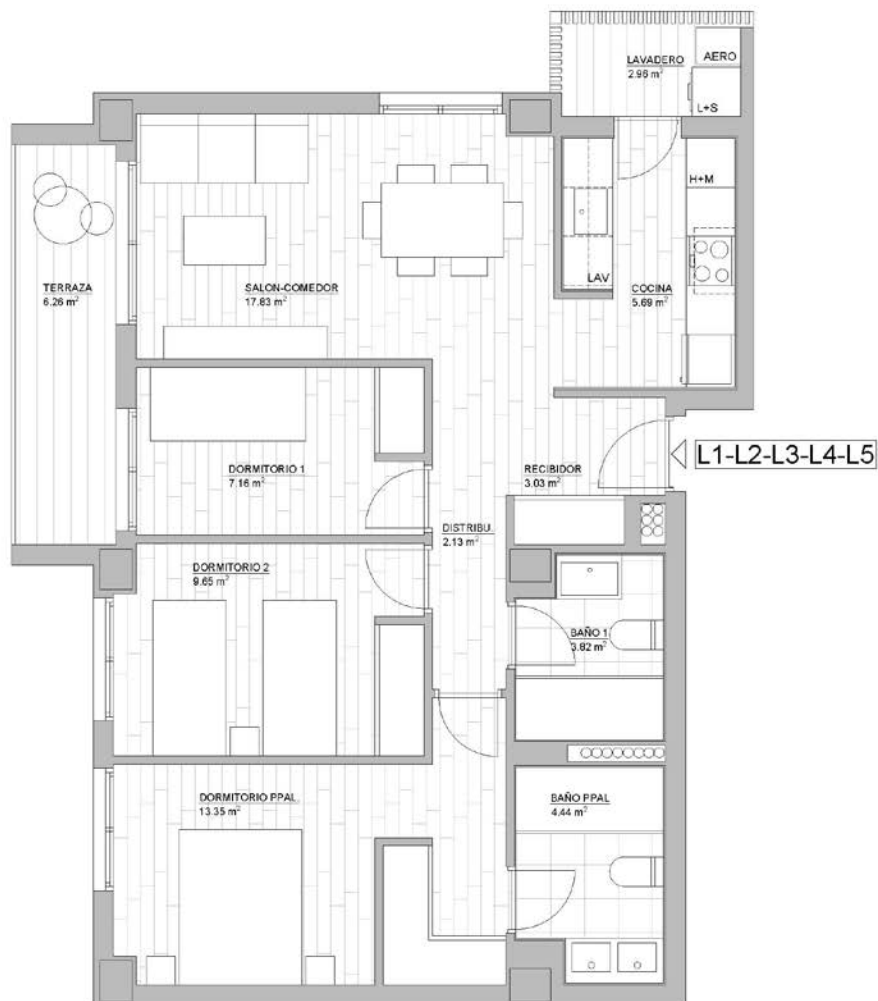 LAVADERO
2.96 m²
AERO
L+S
H+M
LAV
COCINA
5.69 m²
TERRAZA
6.26 m²
SALON-COMEDOR
17.83 m²
L1-L2-L3-L4-L5
DORMITORIO 1
7.16 m²
RECIBIDOR
3.03 m²
DISTRIBU.
2.13 m²
DORMITORIO 2
9.65 m²
BAÑO 1
3.82 m²
DORMITORIO PPAL.
13.35 m²
BAÑO PPAL
4.44 m²